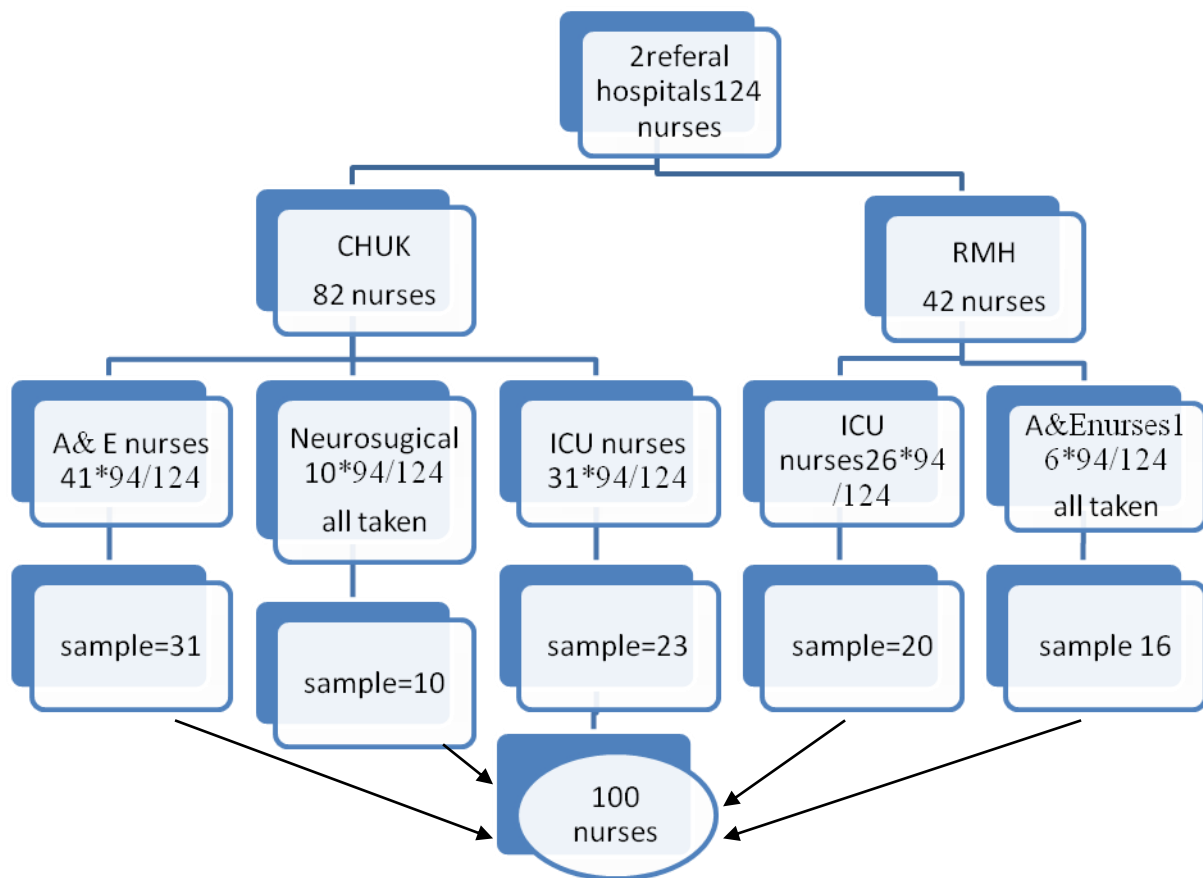 2referal
hospitals124
nurses
CHUK
82 nurses
RMH
42 nurses
A& E nurses
41*94/124
Neurosugical
10*94/124
all taken
ICU nurses
31*94/124
ICU
nurses26*94
/124
A&Enurses1
6*94/124
all taken
sample=31
sample=10
sample=23
sample=20
sample 16
100
nurses